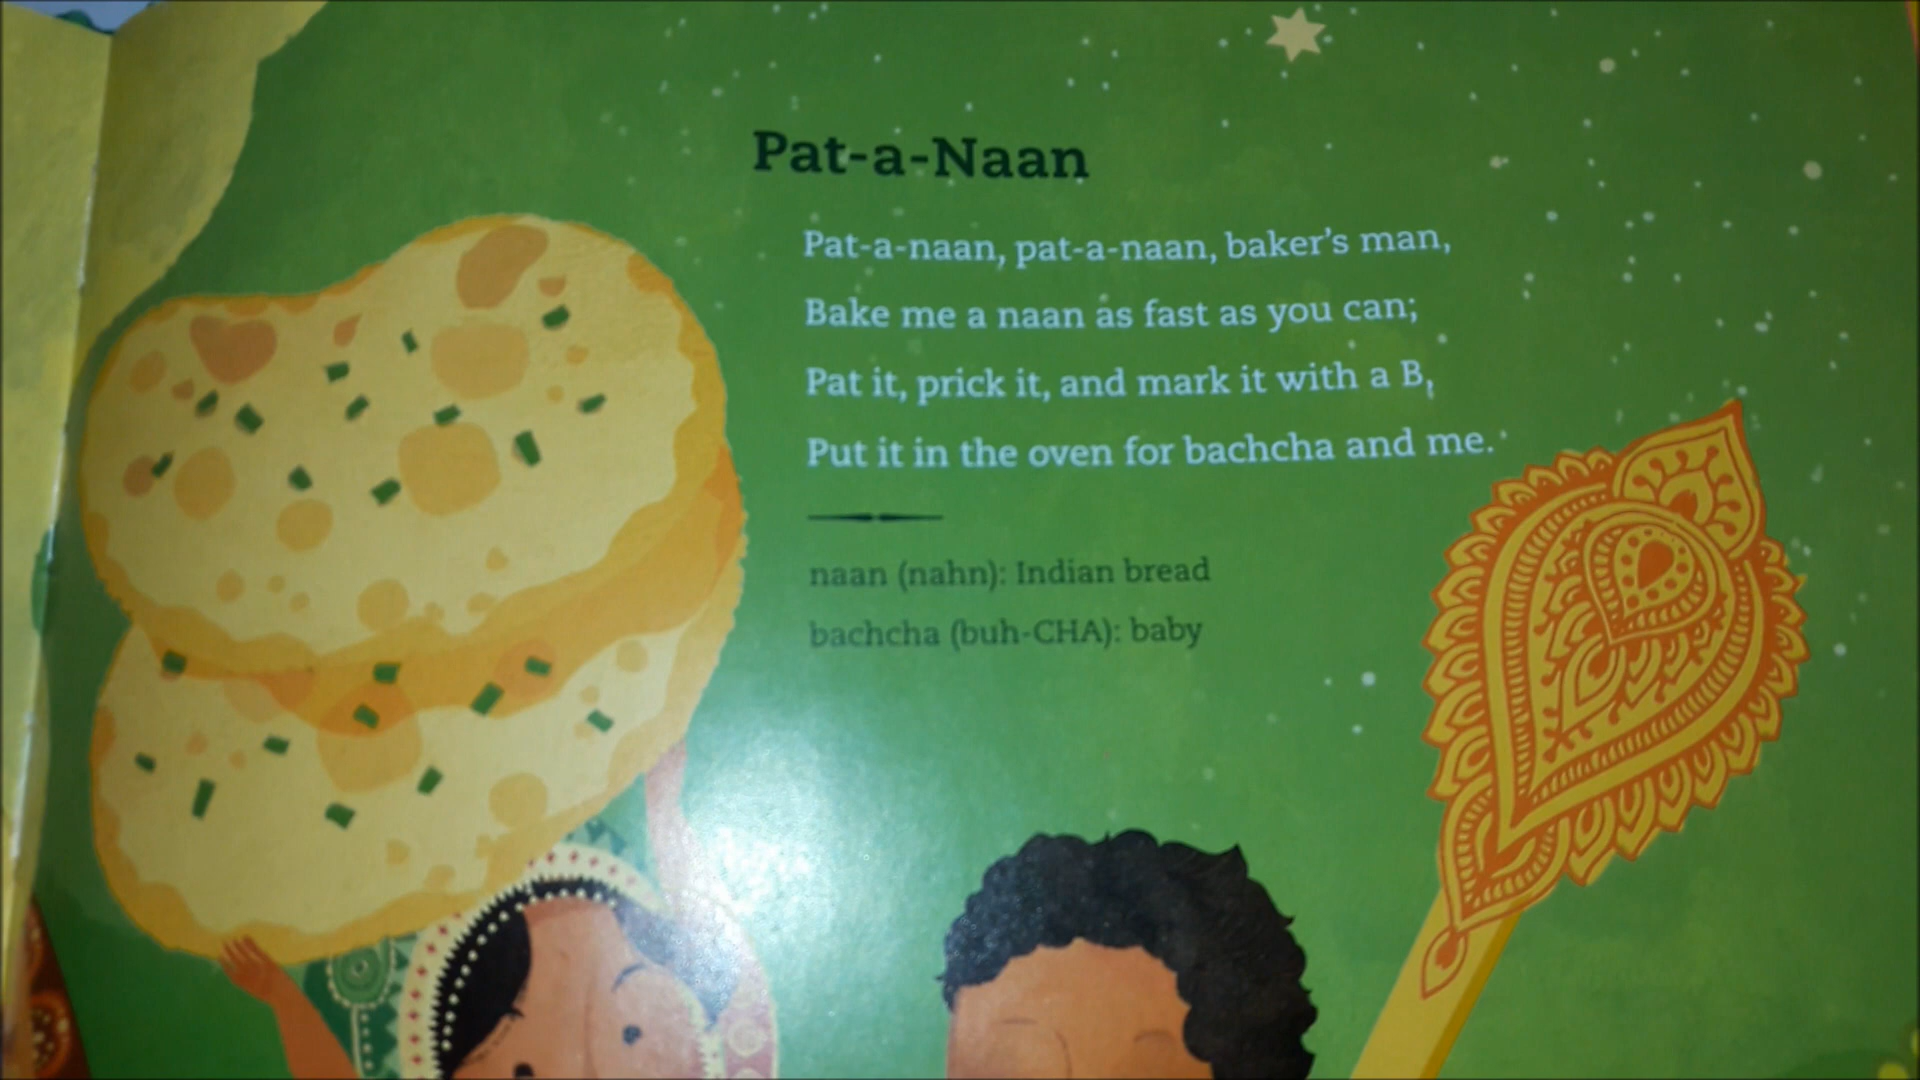 Pat-a-Naan
Pat-a-naan, pat-a-naan, baker's man,
Bake me a naan as fast as you can;
Pat it, prick it, and mark it with a B,
Put it in the oven for bachcha and me.
naan (nahn): Indian bread
bachcha (buh-CHA): baby